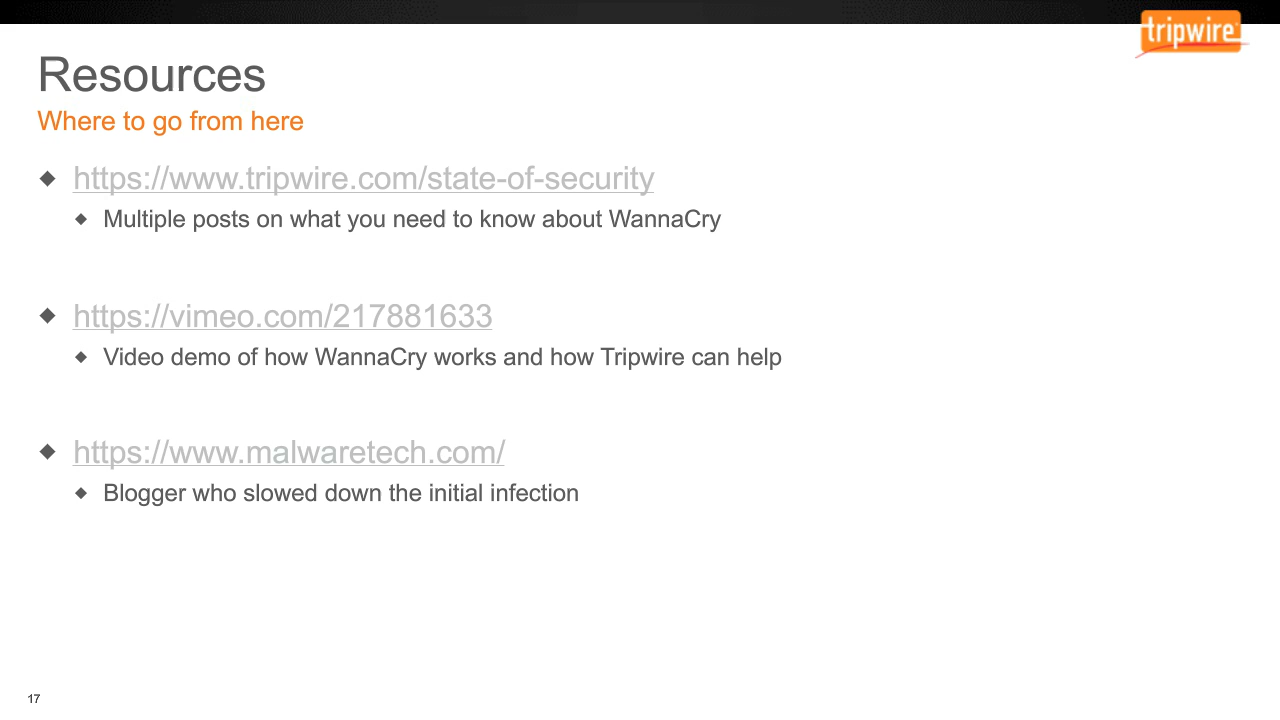 tripwire
Resources
Where to go from here
https://www.tripwire.com/state-of-security
Multiple posts on what you need to know about WannaCry
https://vimeo.com/217881633
Video demo of how WannaCry works and how Tripwire can help
https://www.malwaretech.com/
Blogger who slowed down the initial infection
17